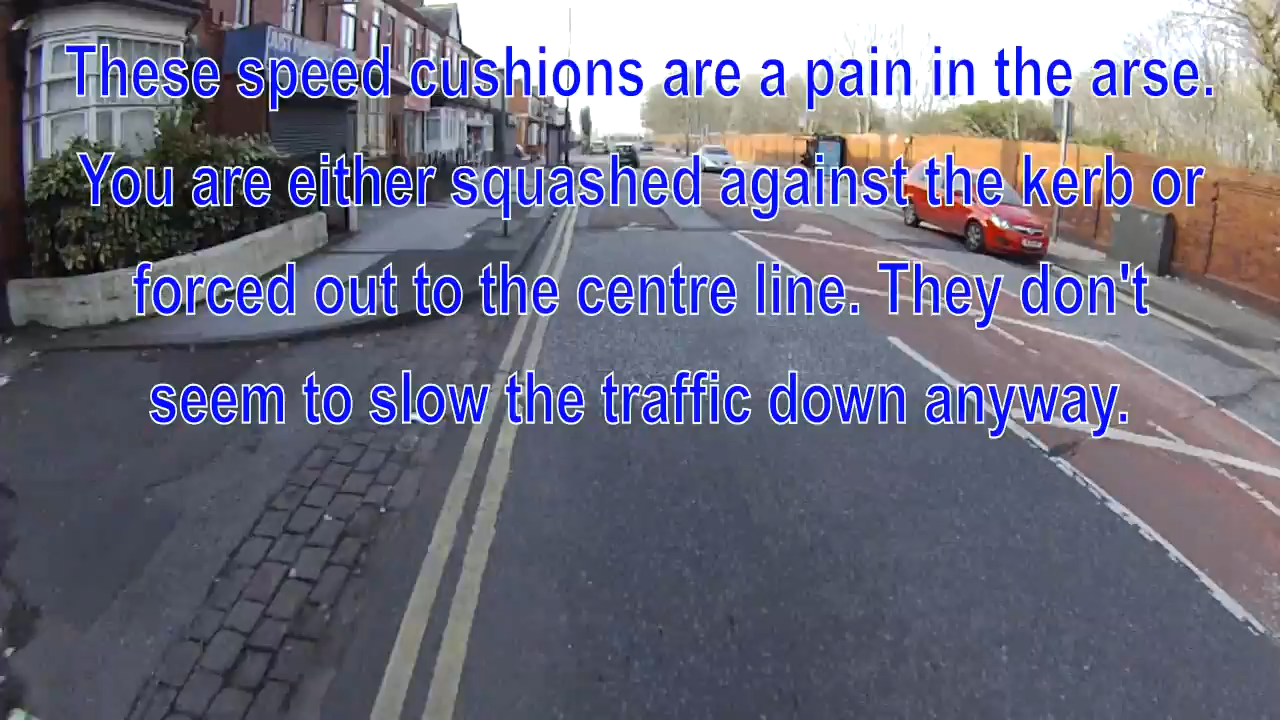 These speed cushions are a pain in the arse.
You are either squashed against the kerb or
forced out to the centre line. They don't
seem to slow the traffic down anyway.